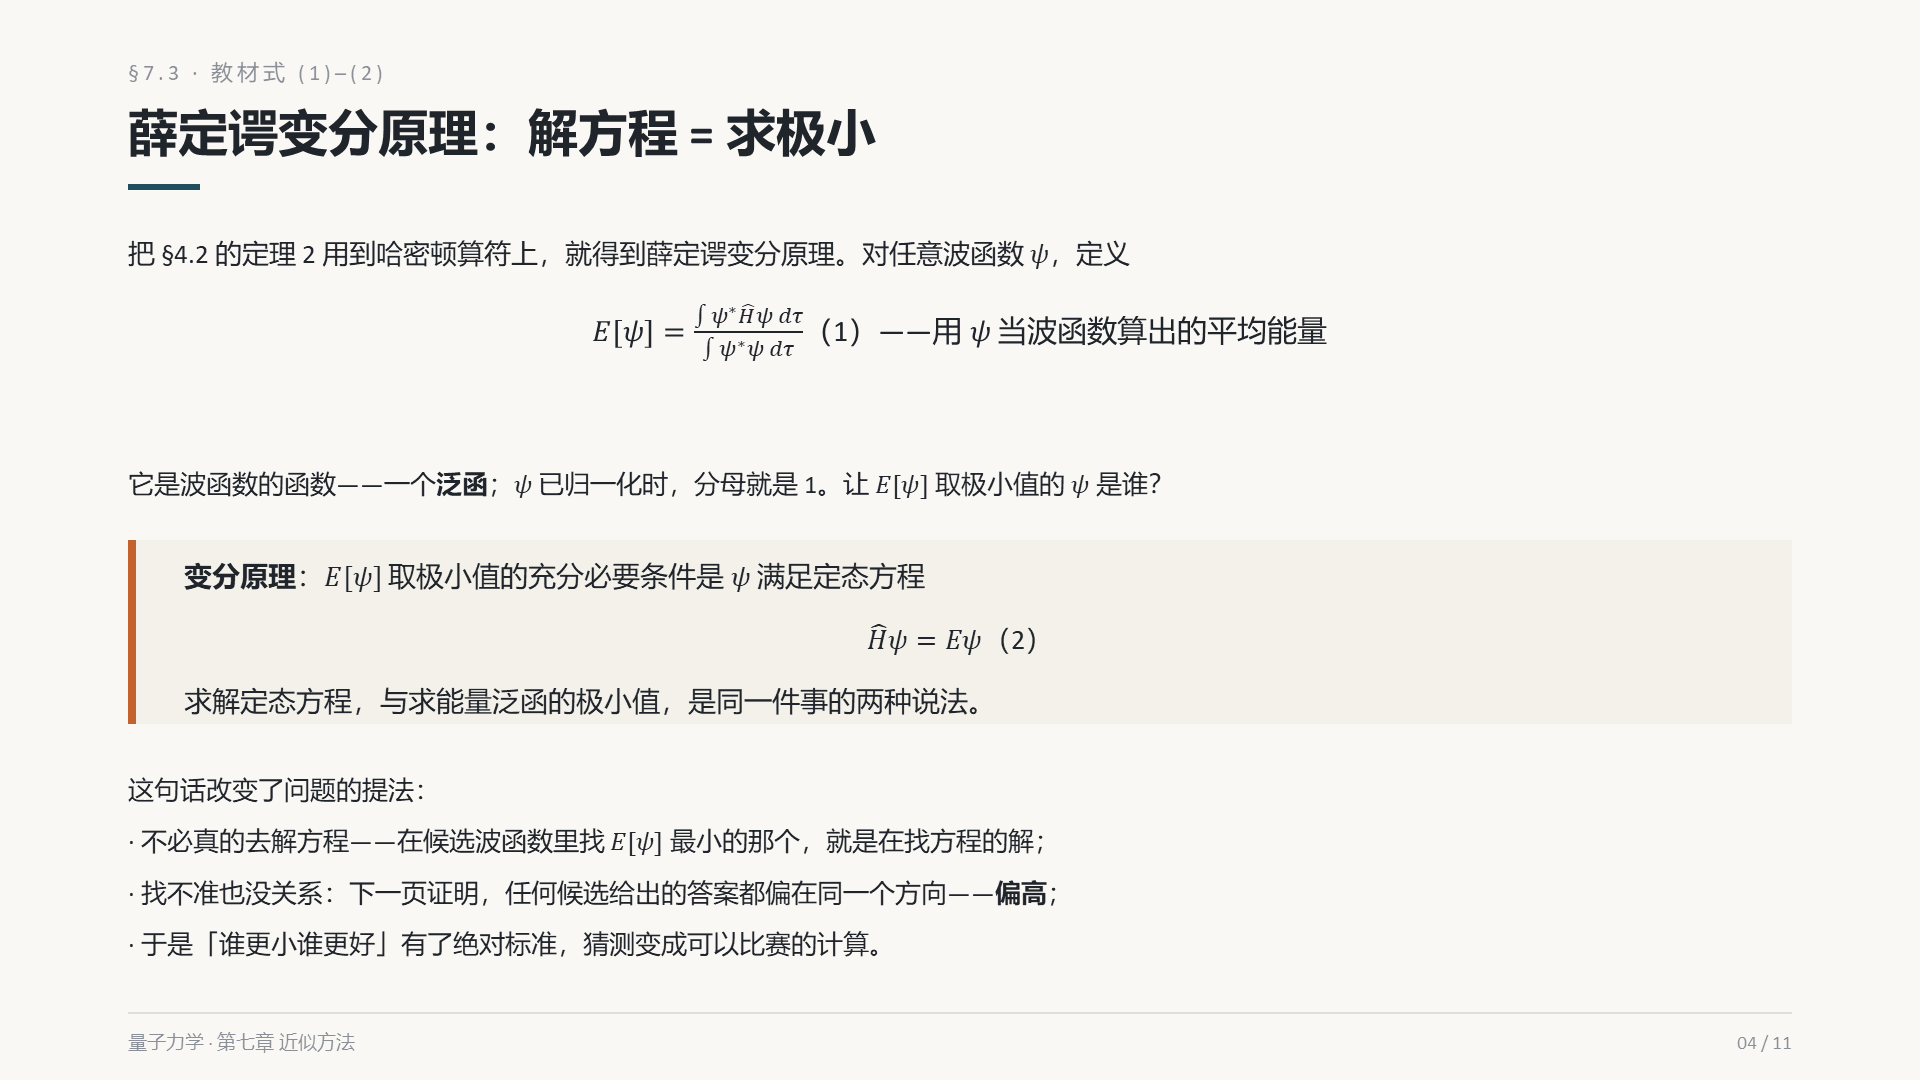 §7.3 · 教材式 (1)–(2)
薛定谔变分原理：解方程 = 求极小
把 §4.2 的定理 2 用到哈密顿算符上，就得到薛定谔变分原理。对任意波函数 ψ，定义
E[ψ] = ∫ ψ*Ĥψ dτ / ∫ ψ*ψ dτ（1）——用 ψ 当波函数算出的平均能量
它是波函数的函数——一个泛函；ψ 已归一化时，分母就是 1。让 E[ψ] 取极小值的 ψ 是谁？
变分原理：E[ψ] 取极小值的充分必要条件是 ψ 满足定态方程
Ĥψ = Eψ（2）
求解定态方程，与求能量泛函的极小值，是同一件事的两种说法。
这句话改变了问题的提法：
· 不必真的去解方程——在候选波函数里找 E[ψ] 最小的那个，就是在找方程的解；
· 找不准也没关系：下一页证明，任何候选给出的答案都偏在同一个方向——偏高；
· 于是「谁更小谁更好」有了绝对标准，猜测变成可以比赛的计算。
量子力学 · 第七章 近似方法
04 / 11